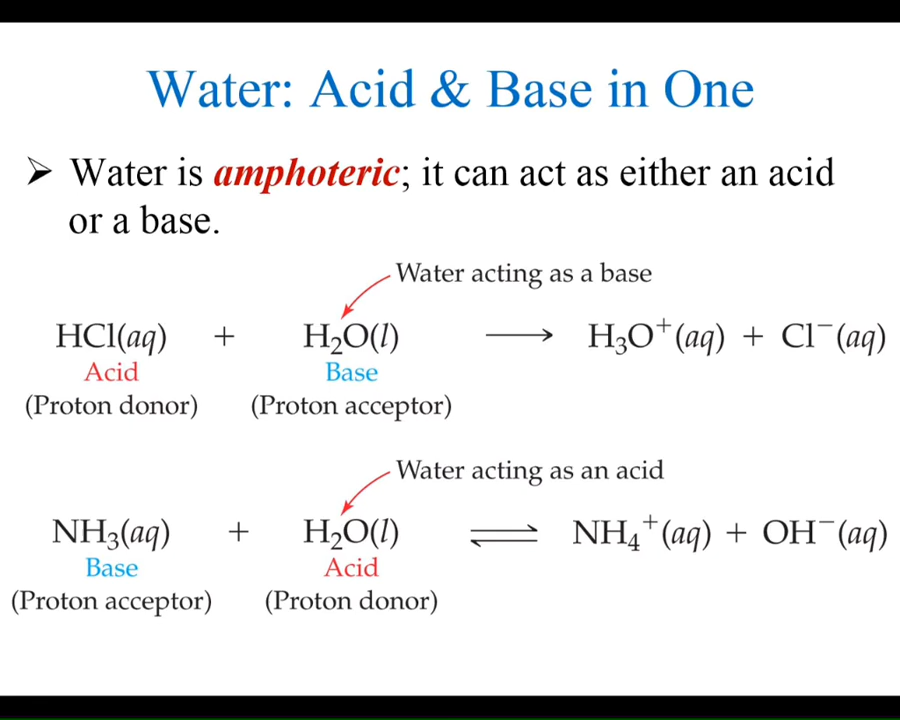 Water: Acid & Base in One
➢ Water is amphoteric; it can act as either an acid
or a base.
Water acting as a base
HCl(aq) + H₂O(l) ⟶ H₃O⁺(aq) + Cl⁻(aq)
Acid Base
(Proton donor) (Proton acceptor)
Water acting as an acid
NH₃(aq) + H₂O(l) ⇌ NH₄⁺(aq) + OH⁻(aq)
Base Acid
(Proton acceptor) (Proton donor)